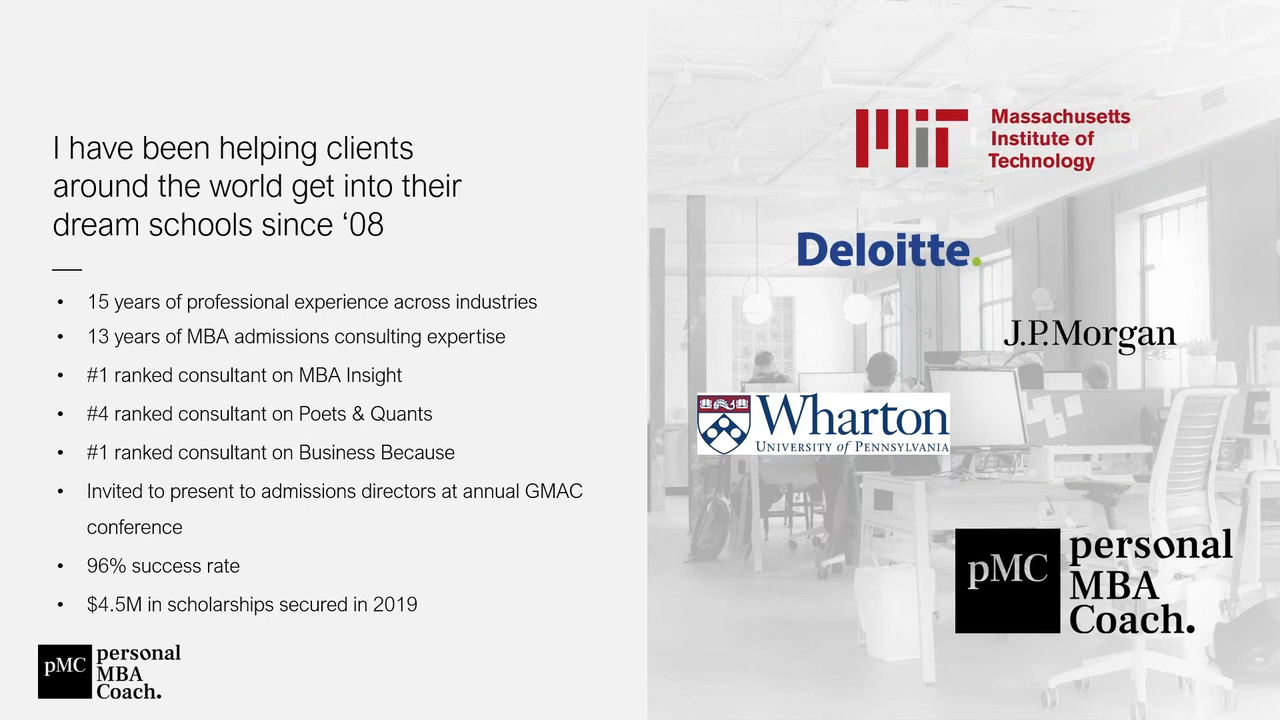 I have been helping clients
around the world get into their
dream schools since ‘08
• 15 years of professional experience across industries
• 13 years of MBA admissions consulting expertise
• #1 ranked consultant on MBA Insight
• #4 ranked consultant on Poets & Quants
• #1 ranked consultant on Business Because
• Invited to present to admissions directors at annual GMAC
conference
• 96% success rate
• $4.5M in scholarships secured in 2019
pMC
personal
MBA
Coach.
MIT
Massachusetts
Institute of
Technology
Deloitte.
J.P.Morgan
Wharton
UNIVERSITY of PENNSYLVANIA
pMC
personal
MBA
Coach.